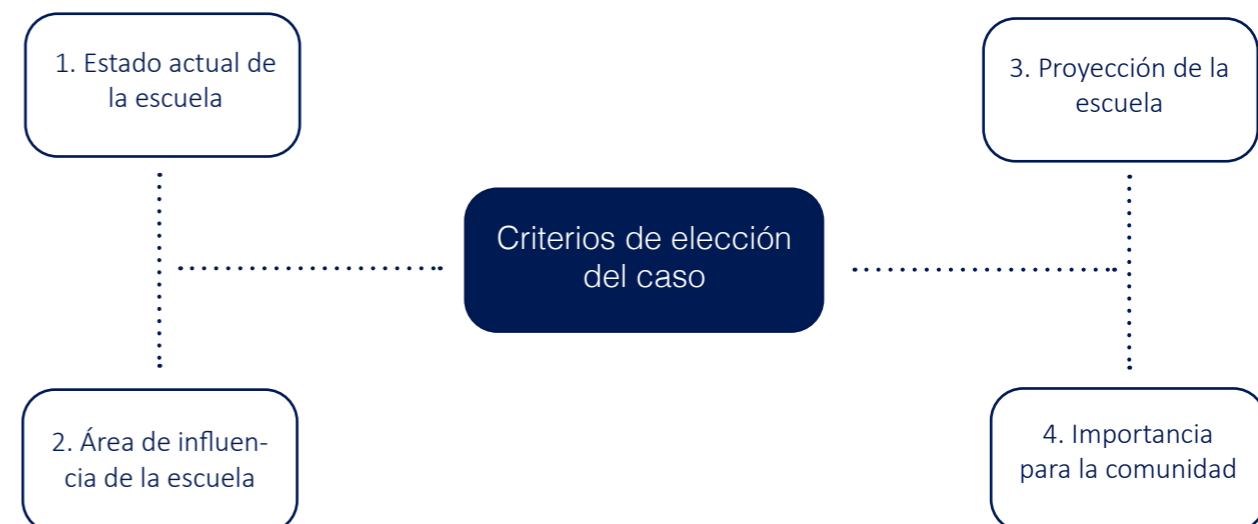 1. Estado actual de
la escuela
2. Área de influen-
cia de la escuela
Criterios de elección
del caso
3. Proyección de la
escuela
4. Importancia
para la comunidad